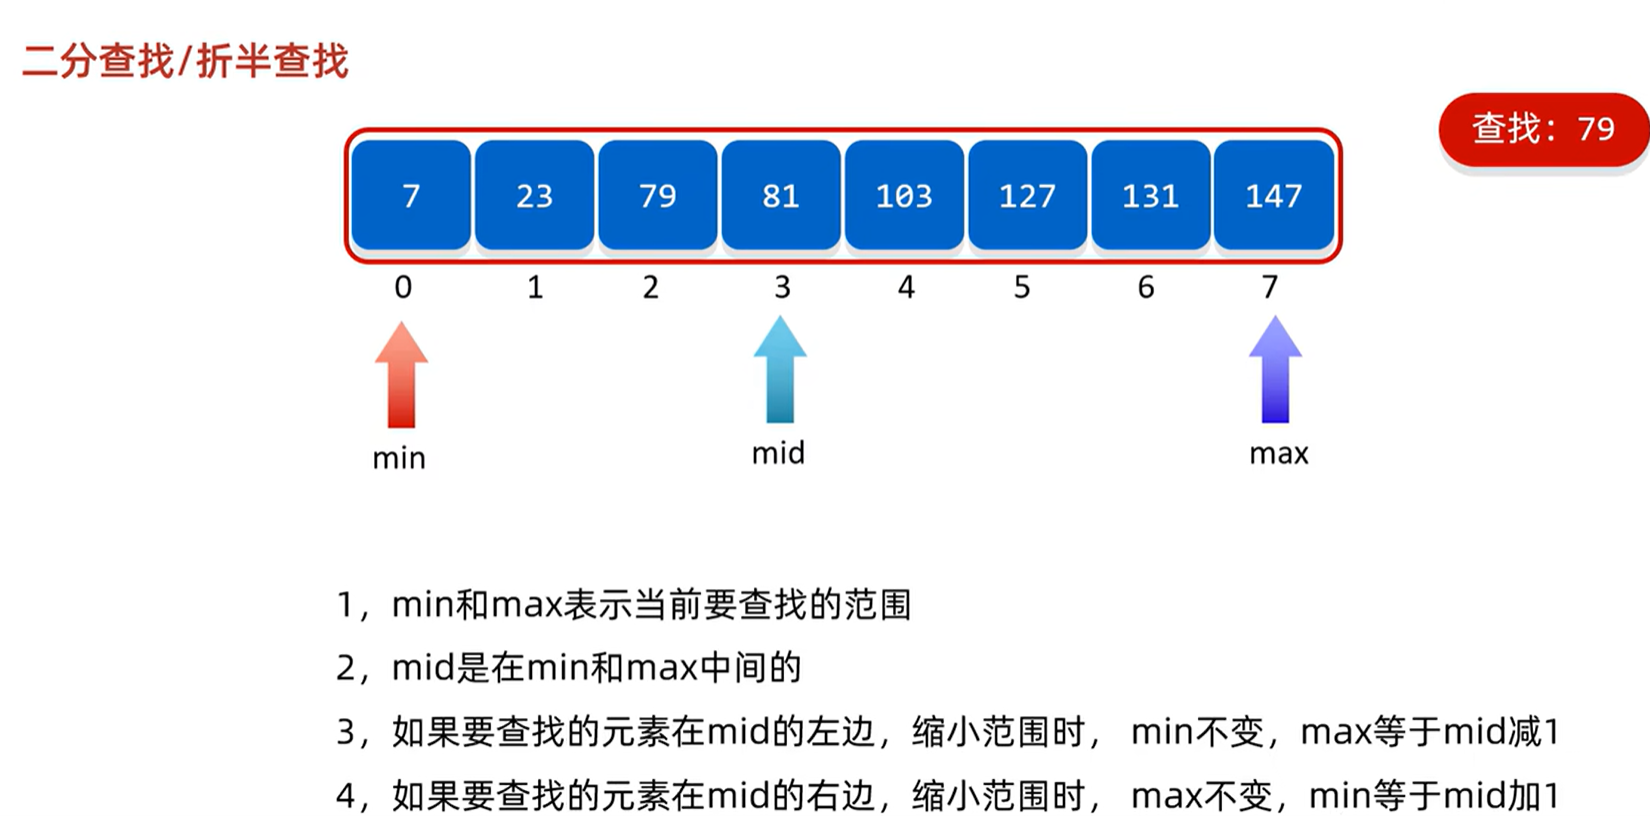 二分查找/折半查找
查找：79
7 23 79 81 103 127 131 147
0 1 2 3 4 5 6 7
min mid max
1，min和max表示当前要查找的范围
2，mid是在min和max中间的
3，如果要查找的元素在mid的左边，缩小范围时， min不变，max等于mid减1
4，如果要查找的元素在mid的右边，缩小范围时， max不变，min等于mid加1